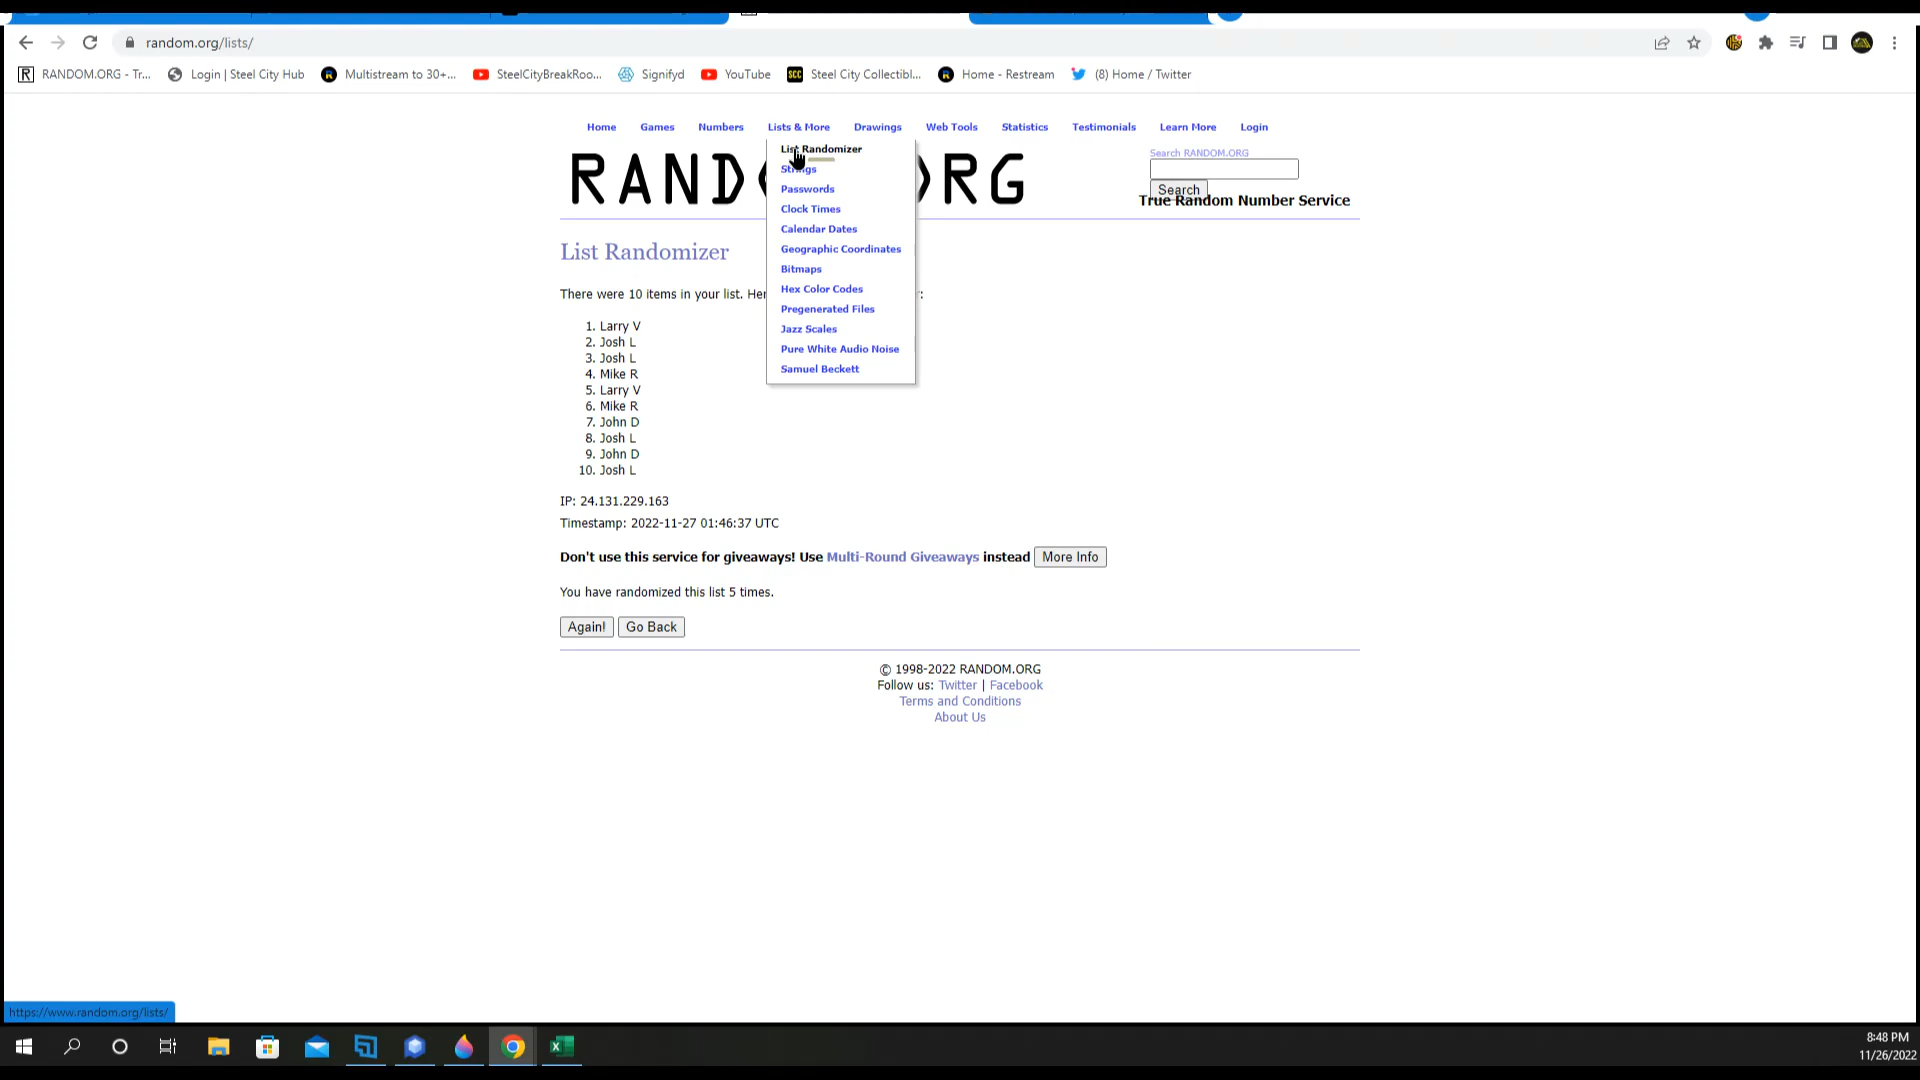 random.org/lists/
RANDOM.ORG - Tr... Login | Steel City Hub Multistream to 30+... SteelCityBreakRoo... Signifyd YouTube SCC Steel City Collectibl... Home - Restream (8) Home / Twitter
Home Games Numbers Lists & More Drawings Web Tools Statistics Testimonials Learn More Login
List Randomizer
Strings
Passwords
Clock Times
Calendar Dates
Geographic Coordinates
Bitmaps
Hex Color Codes
Pregenerated Files
Jazz Scales
Pure White Audio Noise
Samuel Beckett
Search RANDOM.ORG
Search
True Random Number Service
List Randomizer
There were 10 items in your list. :
1. Larry V
2. Josh L
3. Josh L
4. Mike R
5. Larry V
6. Mike R
7. John D
8. Josh L
9. John D
10. Josh L
IP: 24.131.229.163
Timestamp: 2022-11-27 01:46:37 UTC
Don't use this service for giveaways! Use Multi-Round Giveaways instead More Info
You have randomized this list 5 times.
Again! Go Back
© 1998-2022 RANDOM.ORG
Follow us: Twitter | Facebook
Terms and Conditions
About Us
https://www.random.org/lists/
8:48 PM
11/26/2022